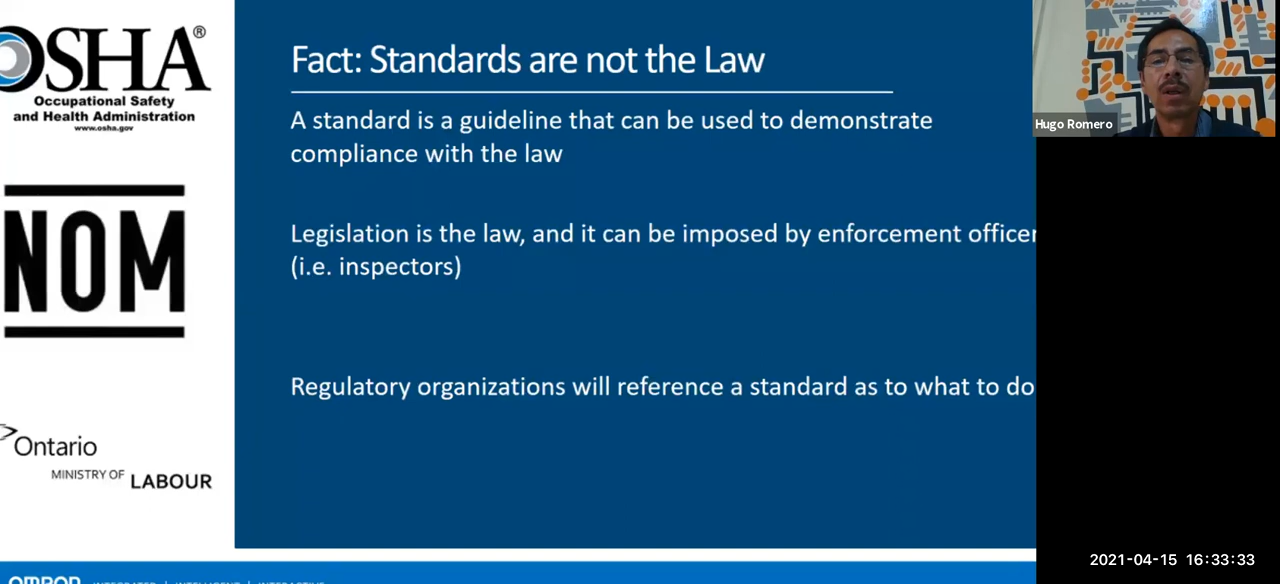 OSHA®
Occupational Safety
and Health Administration
www.osha.gov
NOM
Ontario
MINISTRY OF LABOUR
Fact: Standards are not the Law
A standard is a guideline that can be used to demonstrate
compliance with the law
Legislation is the law, and it can be imposed by enforcement officer
(i.e. inspectors)
Regulatory organizations will reference a standard as to what to do
Hugo Romero
2021-04-15 16:33:33
OMRON
INTEGRATED | INTELLIGENT | INTERACTIVE